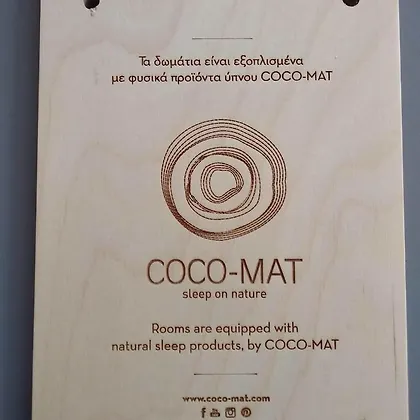 Τα δωμάτια είναι εξοπλισμένα
με φυσικά προϊόντα ύπνου COCO-MAT
COCO-MAT
sleep on nature
Rooms are equipped with
natural sleep products, by COCO-MAT
www.coco-mat.com